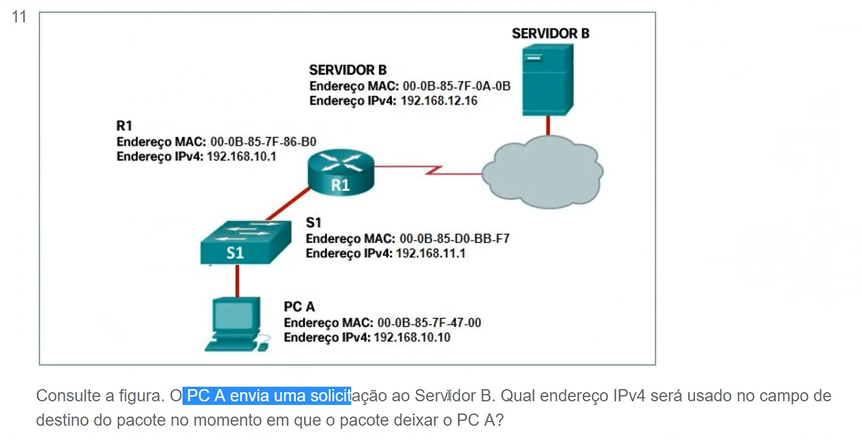 11
SERVIDOR B
SERVIDOR B
Endereço MAC: 00-0B-85-7F-0A-0B
Endereço IPv4: 192.168.12.16
R1
Endereço MAC: 00-0B-85-7F-86-B0
Endereço IPv4: 192.168.10.1
R1
S1
Endereço MAC: 00-0B-85-D0-BB-F7
Endereço IPv4: 192.168.11.1
S1
PC A
Endereço MAC: 00-0B-85-7F-47-00
Endereço IPv4: 192.168.10.10
Consulte a figura. O PC A envia uma solicitação ao Servidor B. Qual endereço IPv4 será usado no campo de
destino do pacote no momento em que o pacote deixar o PC A?